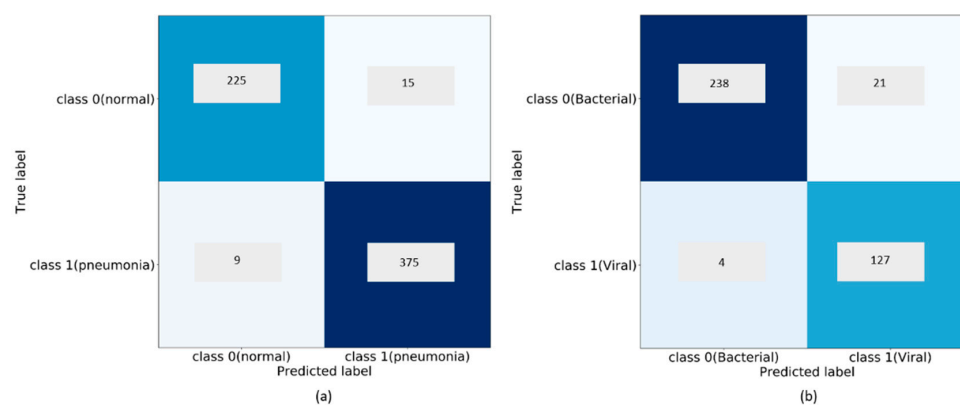 225
15
class 0(normal)
True label
9
375
class 1(pneumonia)
class 0(normal)
class 1(pneumonia)
Predicted label
(a)
238
21
class 0(Bacterial)
True label
4
127
class 1(Viral)
class 0(Bacterial)
class 1(Viral)
Predicted label
(b)